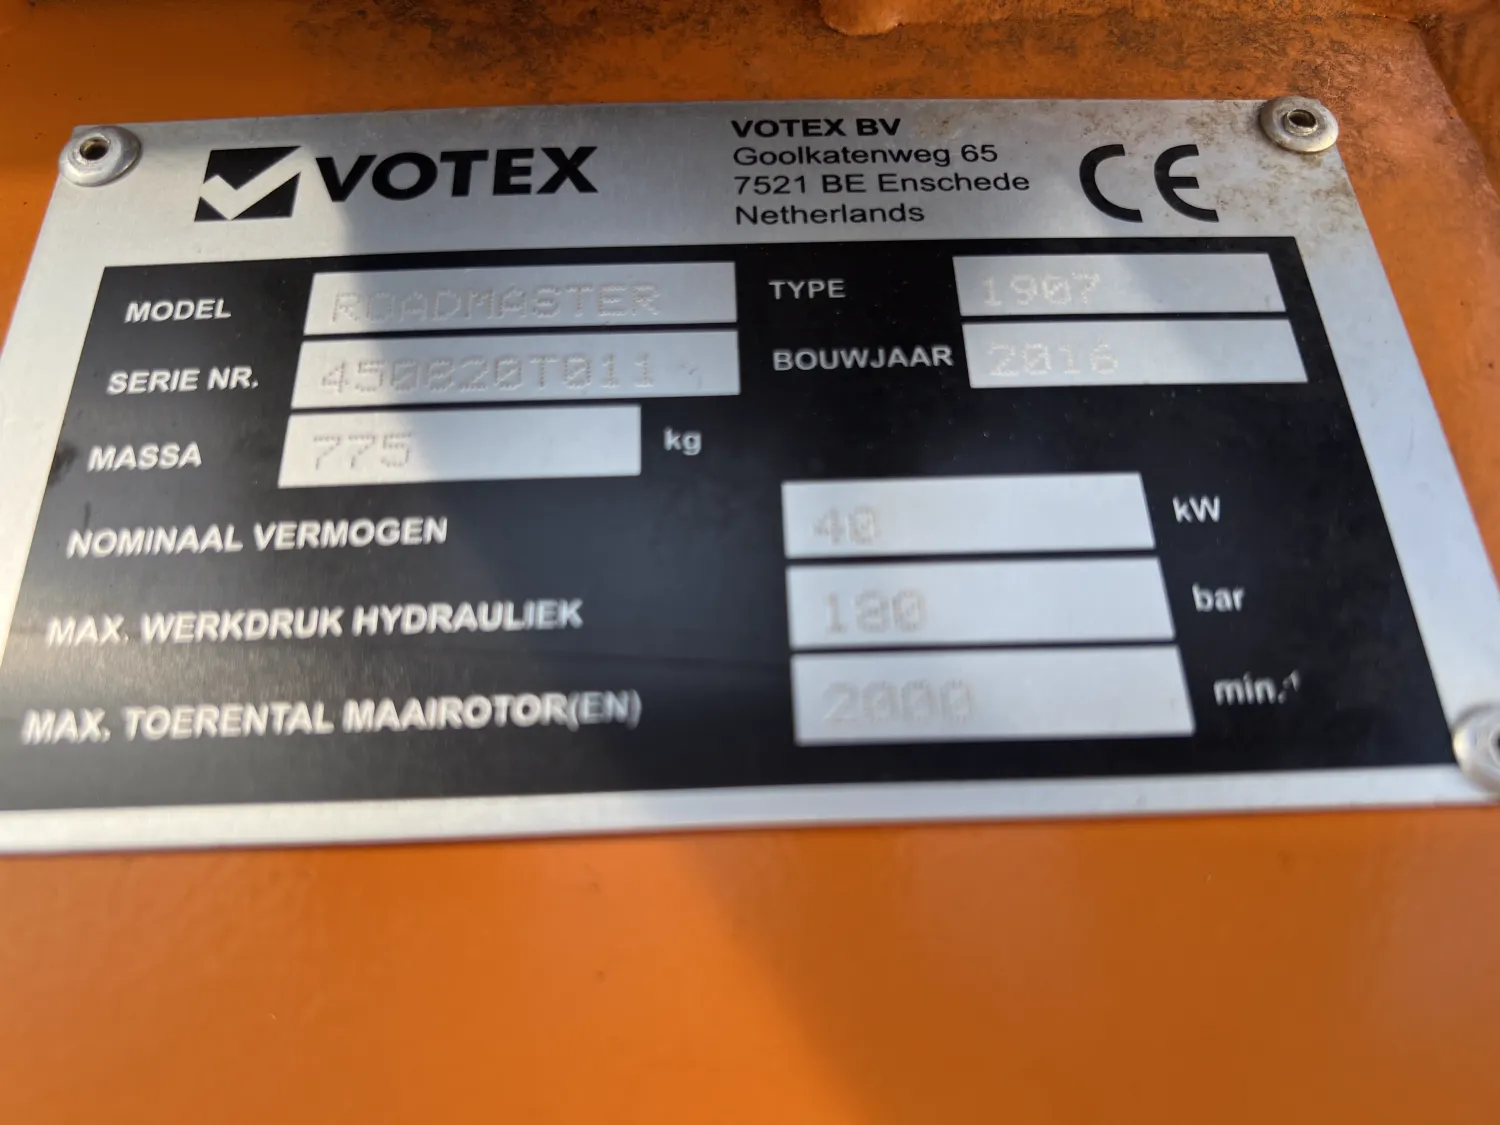 VOTEX
VOTEX BV
Goolkatenweg 65
7521 BE Enschede
Netherlands
CE
MODEL ROADMASTER TYPE 1907
SERIE NR. 450820T011 BOUWJAAR 2016
MASSA 775 kg
NOMINAAL VERMOGEN 40 kW
MAX. WERKDRUK HYDRAULIEK 180 bar
MAX. TOERENTAL MAAIROTOR(EN) 2000 min.-1